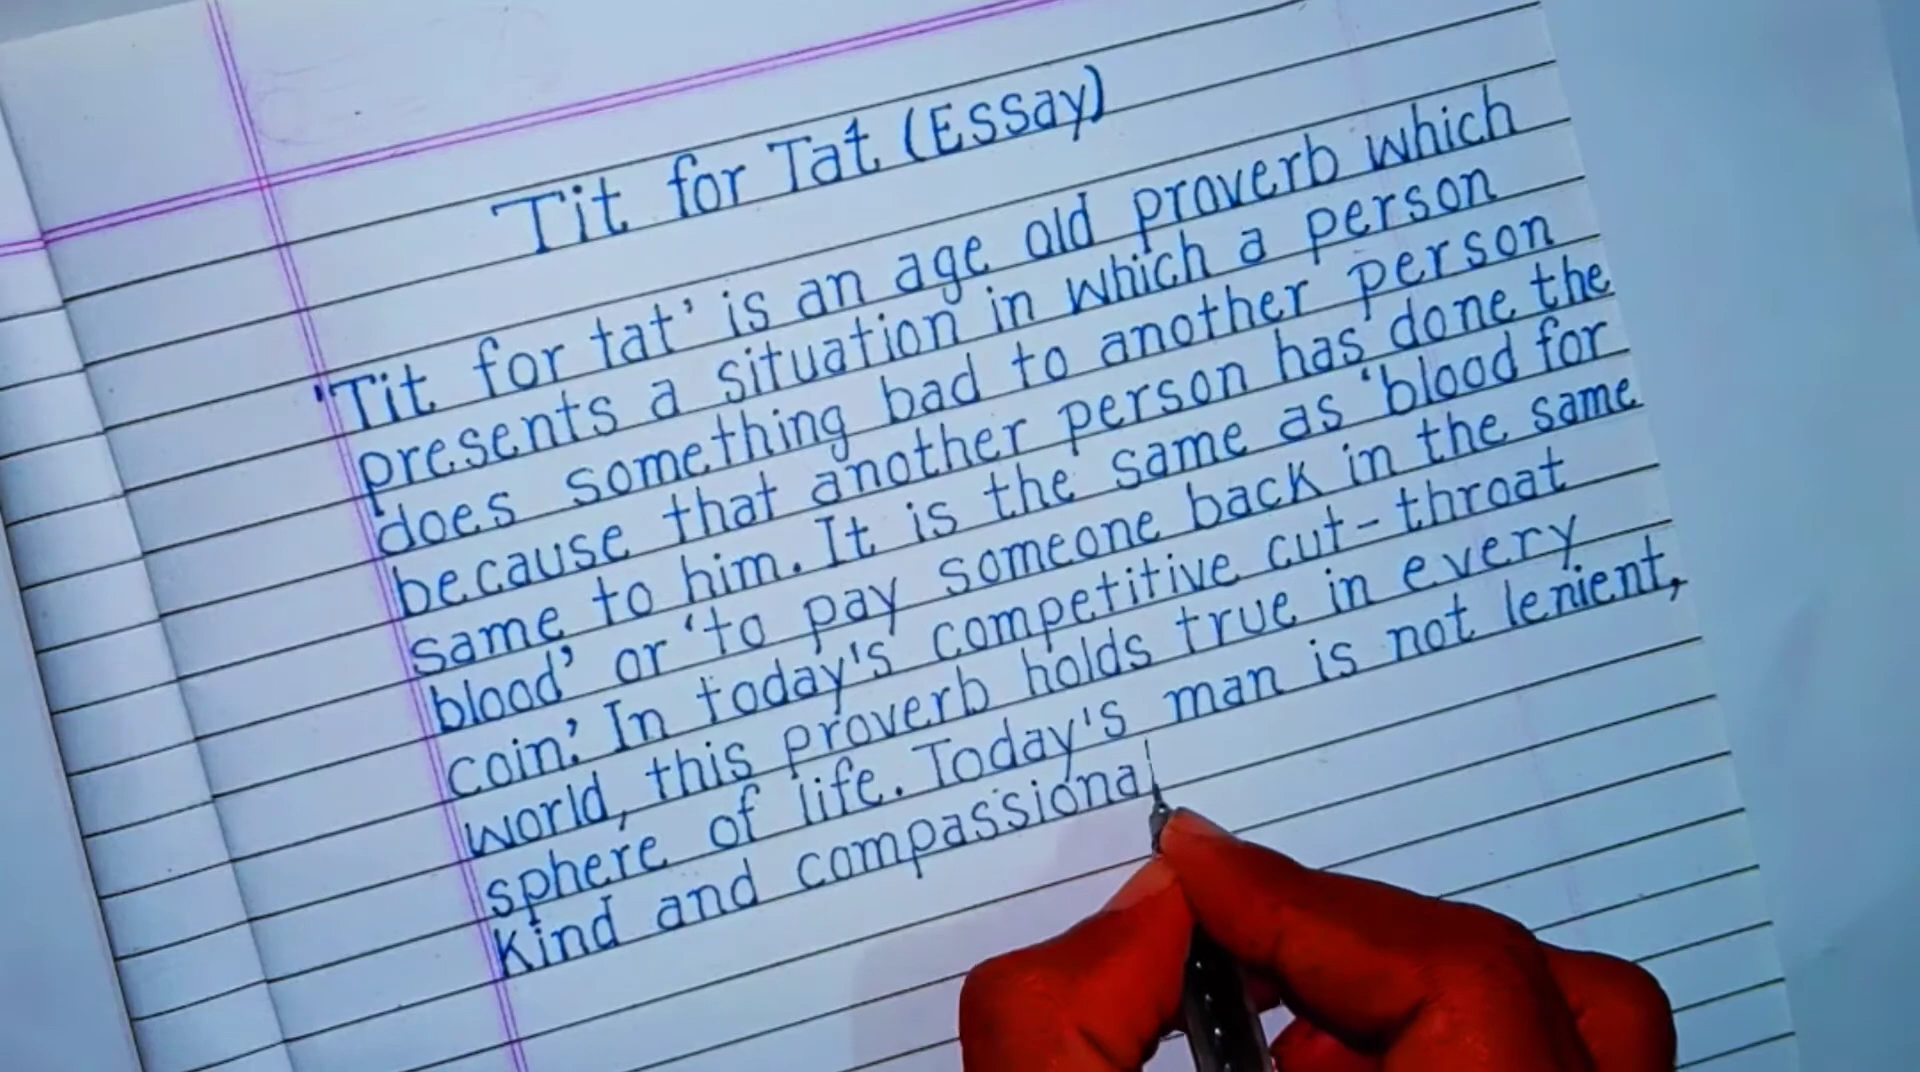 Tit for Tat (Essay)
'Tit for tat' is an age old proverb which
presents a situation in which a person
does something bad to another person
because that another person has done the
same to him. It is the same as 'blood for
blood' or 'to pay someone back in the same
coin.' In today's competitive cut-throat
world, this proverb holds true in every
sphere of life. Today's man is not lenient,
kind and compassional